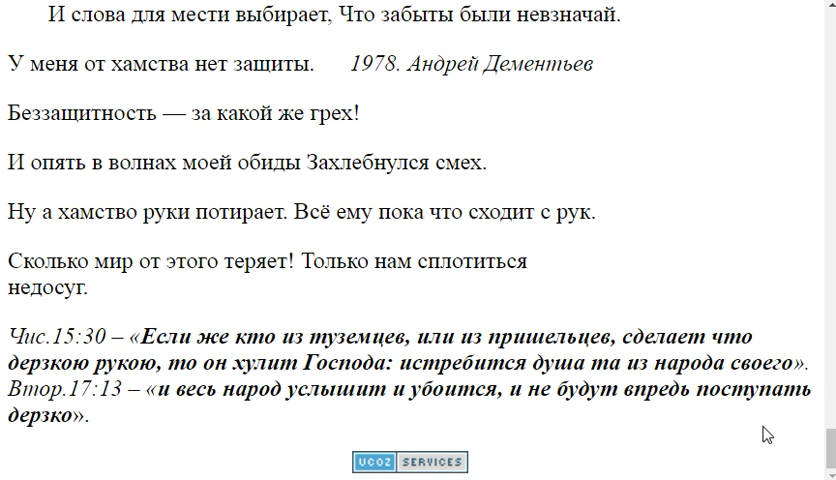 И слова для мести выбирает, Что забыты были невзначай.
У меня от хамства нет защиты. 1978. Андрей Дементьев
Беззащитность — за какой же грех!
И опять в волнах моей обиды Захлебнулся смех.
Ну а хамство руки потирает. Всё ему пока что сходит с рук.
Сколько мир от этого теряет! Только нам сплотиться
недосуг.
Чис.15:30 – «Если же кто из туземцев, или из пришельцев, сделает что
дерзкою рукою, то он хулит Господа: истребится душа та из народа своего».
Втор.17:13 – «и весь народ услышит и убоится, и не будут впредь поступать
дерзко».
UCOZ SERVICES